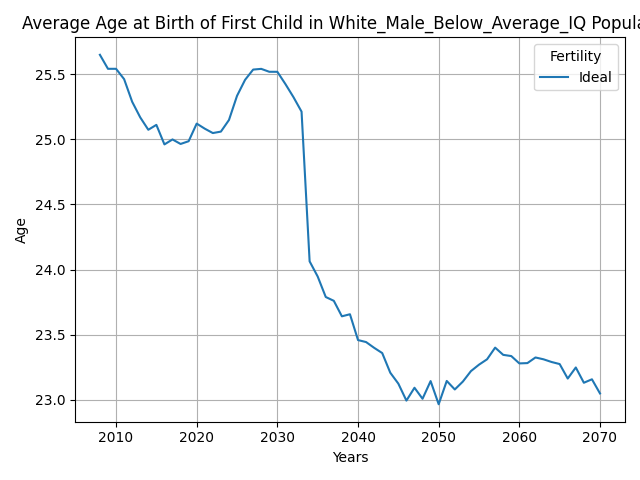 Average Age at Birth of First Child in White_Male_Below_Average_IQ Popula
Fertility
Ideal
25.5
25.0
24.5
24.0
23.5
23.0
Age
2010 2020 2030 2040 2050 2060 2070
Years